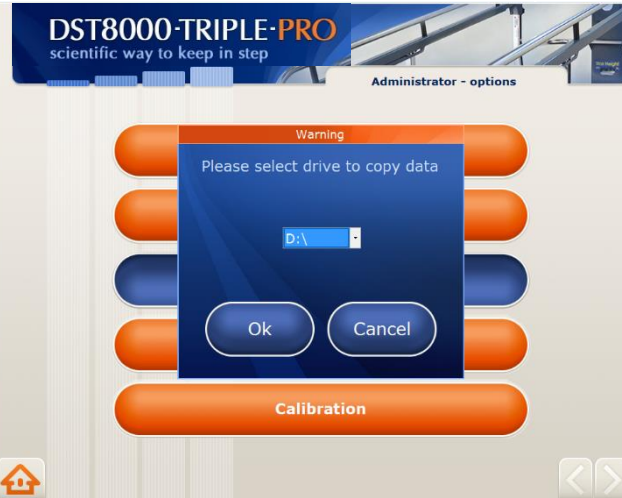 DST8000-TRIPLE-PRO
scientific way to keep in step
Administrator - options
Warning
Please select drive to copy data
D:\
Ok
Cancel
Calibration